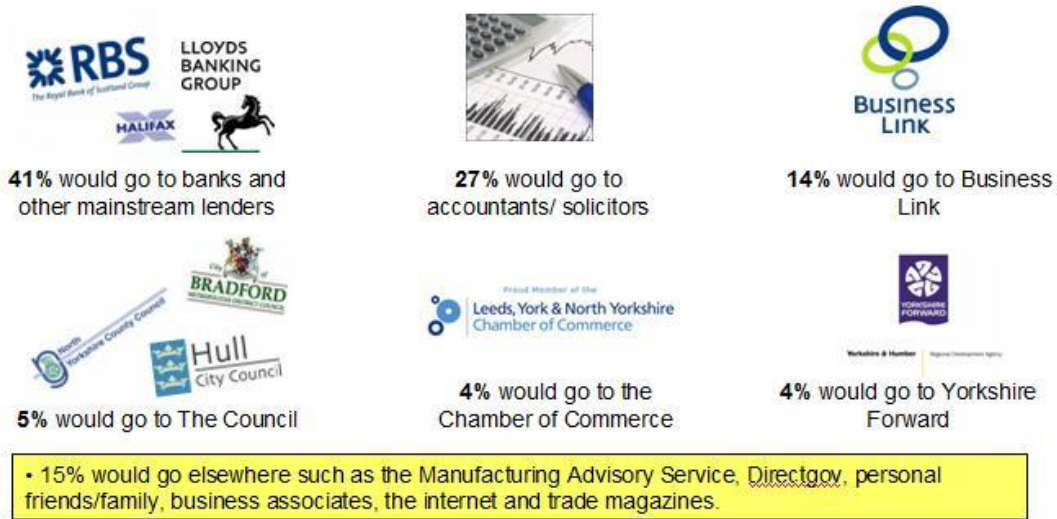 RBS
The Royal Bank of Scotland Group
LLOYDS
BANKING
GROUP
HALIFAX
Business
Link
41% would go to banks and
other mainstream lenders
27% would go to
accountants/ solicitors
14% would go to Business
Link
City of
BRADFORD
METROPOLITAN DISTRICT COUNCIL
North
Yorkshire County Council
Hull
City Council
Proud Member of the
Leeds, York & North Yorkshire
Chamber of Commerce
YORKSHIRE
FORWARD
Yorkshire & Humber Regional Development Agency
5% would go to The Council
4% would go to the
Chamber of Commerce
4% would go to Yorkshire
Forward
• 15% would go elsewhere such as the Manufacturing Advisory Service, Directgov, personal
friends/family, business associates, the internet and trade magazines.